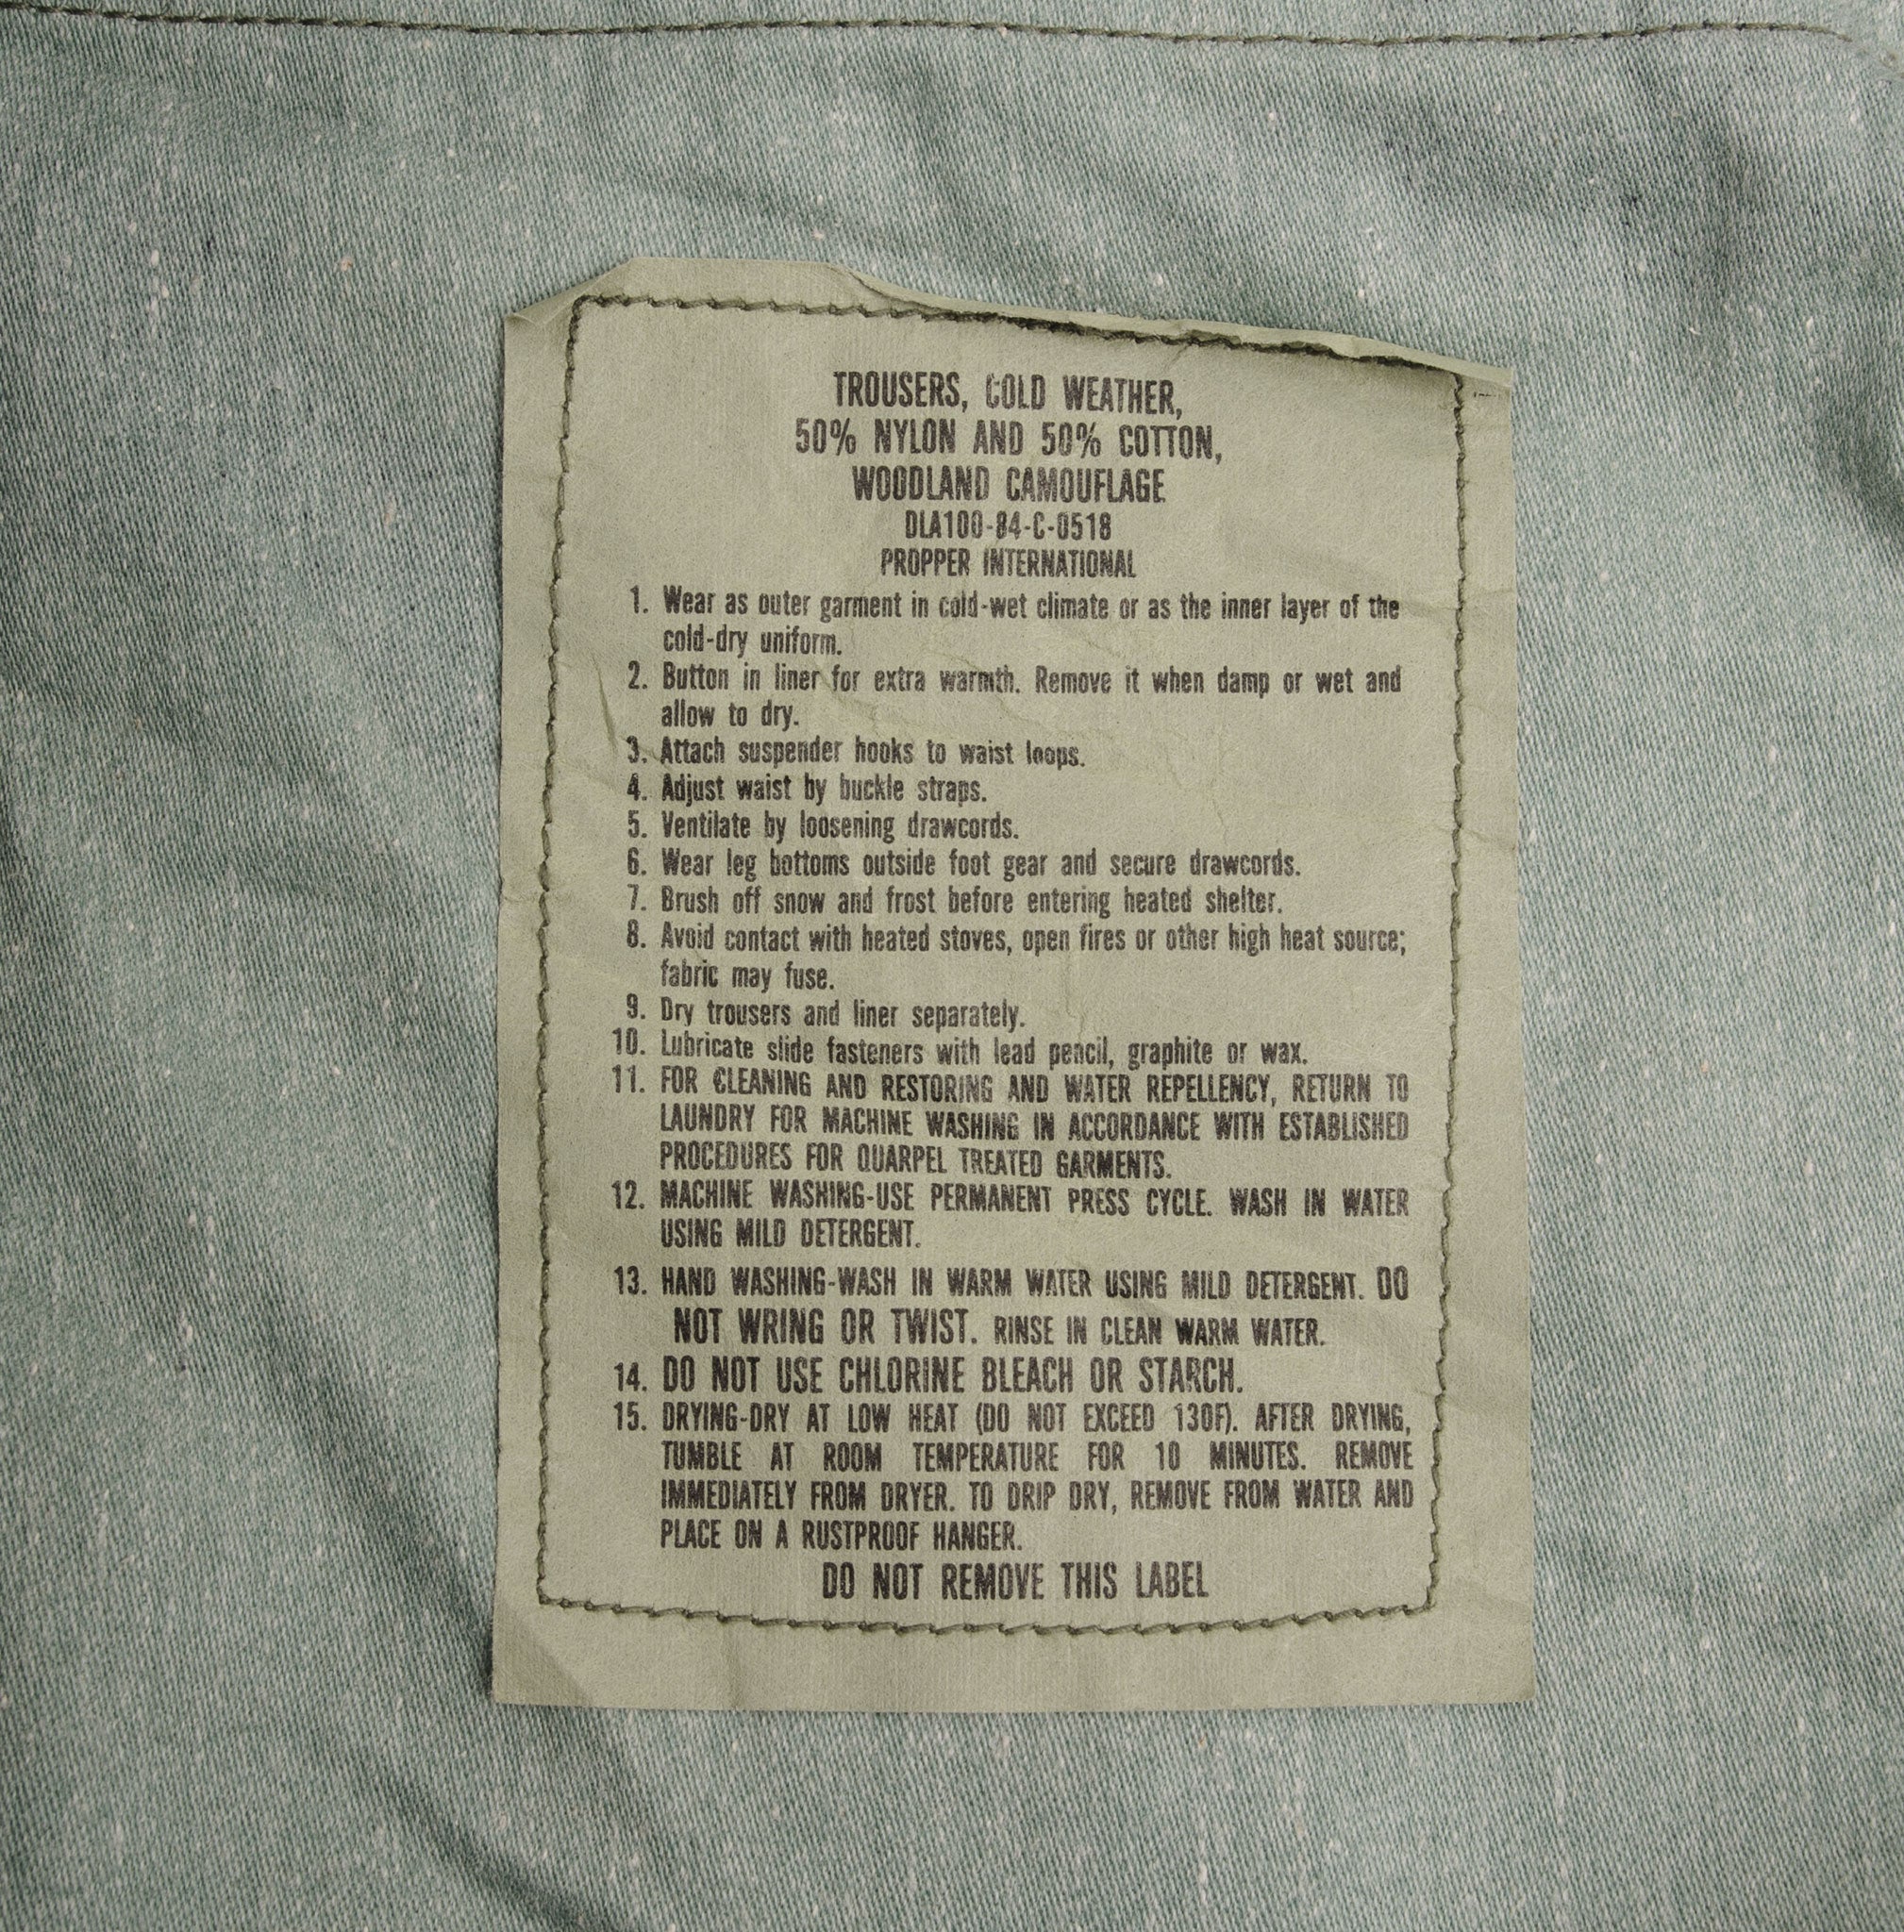 TROUSERS, COLD WEATHER,
50% NYLON AND 50% COTTON,
WOODLAND CAMOUFLAGE
DLA100-84-C-0518
PROPPER INTERNATIONAL
1. Wear as outer garment in cold-wet climate or as the inner layer of the
cold-dry uniform.
2. Button in liner for extra warmth. Remove it when damp or wet and
allow to dry.
3. Attach suspender hooks to waist loops.
4. Adjust waist by buckle straps.
5. Ventilate by loosening drawcords.
6. Wear leg bottoms outside foot gear and secure drawcords.
7. Brush off snow and frost before entering heated shelter.
8. Avoid contact with heated stoves, open fires or other high heat source;
fabric may fuse.
9. Dry trousers and liner separately.
10. Lubricate slide fasteners with lead pencil, graphite or wax.
11. FOR CLEANING AND RESTORING AND WATER REPELLENCY, RETURN TO
LAUNDRY FOR MACHINE WASHING IN ACCORDANCE WITH ESTABLISHED
PROCEDURES FOR QUARPEL TREATED GARMENTS.
12. MACHINE WASHING-USE PERMANENT PRESS CYCLE. WASH IN WATER
USING MILD DETERGENT.
13. HAND WASHING-WASH IN WARM WATER USING MILD DETERGENT. DO
NOT WRING OR TWIST. RINSE IN CLEAN WARM WATER.
14. DO NOT USE CHLORINE BLEACH OR STARCH.
15. DRYING-DRY AT LOW HEAT (DO NOT EXCEED 130F). AFTER DRYING,
TUMBLE AT ROOM TEMPERATURE FOR 10 MINUTES. REMOVE
IMMEDIATELY FROM DRYER. TO DRIP DRY, REMOVE FROM WATER AND
PLACE ON A RUSTPROOF HANGER.
DO NOT REMOVE THIS LABEL